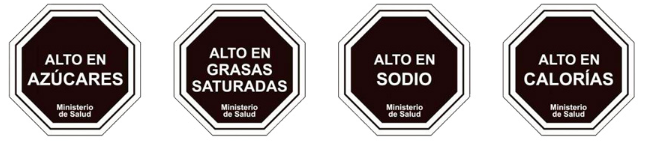 ALTO EN
AZÚCARES
Ministerio
de Salud
ALTO EN
GRASAS
SATURADAS
Ministerio
de Salud
ALTO EN
SODIO
Ministerio
de Salud
ALTO EN
CALORÍAS
Ministerio
de Salud